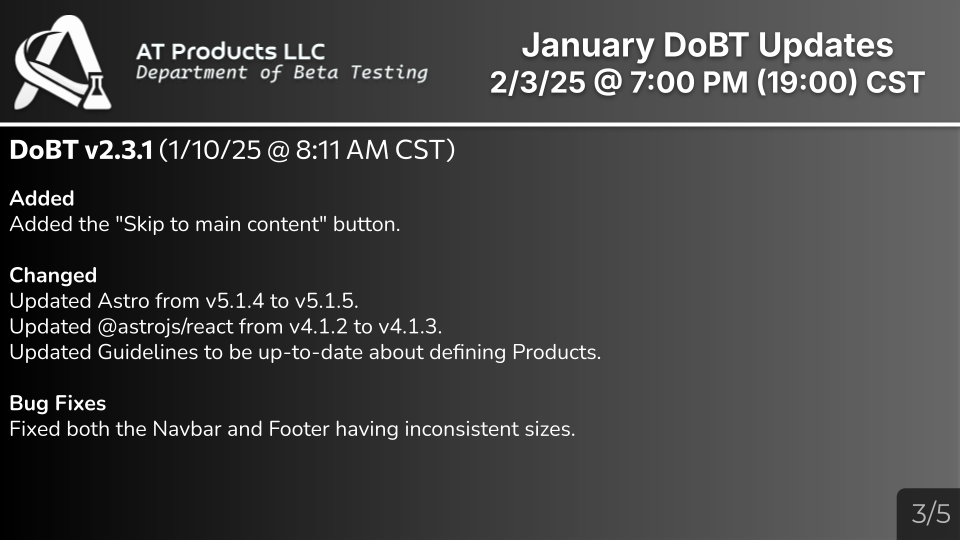 AT Products LLC
Department of Beta Testing
January DoBT Updates
2/3/25 @ 7:00 PM (19:00) CST
DoBT v2.3.1 (1/10/25 @ 8:11 AM CST)
Added
Added the "Skip to main content" button.
Changed
Updated Astro from v5.1.4 to v5.1.5.
Updated @astrojs/react from v4.1.2 to v4.1.3.
Updated Guidelines to be up-to-date about defining Products.
Bug Fixes
Fixed both the Navbar and Footer having inconsistent sizes.
3/5